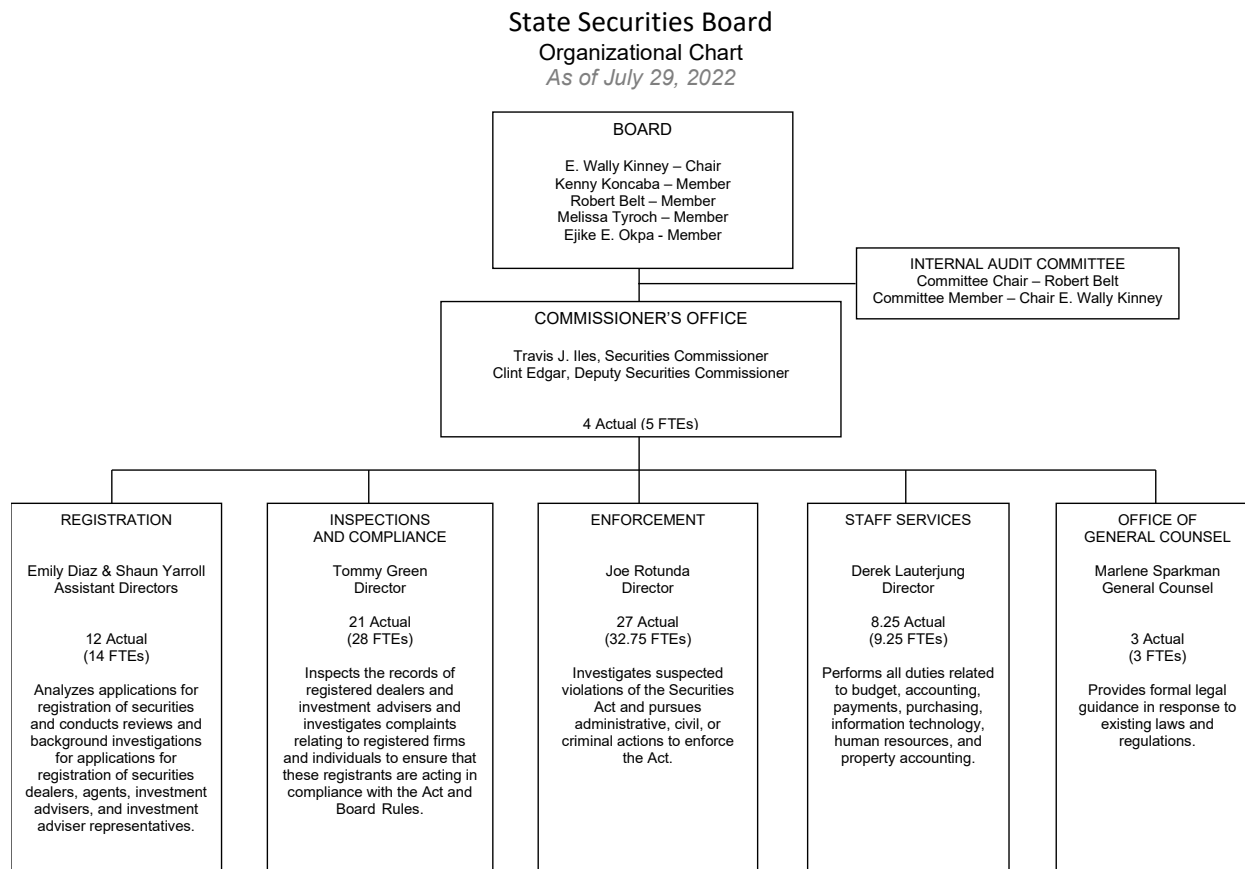 State Securities Board
Organizational Chart
As of July 29, 2022
BOARD
E. Wally Kinney – Chair
Kenny Koncaba – Member
Robert Belt – Member
Melissa Tyroch – Member
Ejike E. Okpa - Member
INTERNAL AUDIT COMMITTEE
Committee Chair – Robert Belt
Committee Member – Chair E. Wally Kinney
COMMISSIONER'S OFFICE
Travis J. Iles, Securities Commissioner
Clint Edgar, Deputy Securities Commissioner
4 Actual (5 FTEs)
REGISTRATION
Emily Diaz & Shaun Yarroll
Assistant Directors
12 Actual
(14 FTEs)
Analyzes applications for
registration of securities
and conducts reviews and
background investigations
for applications for
registration of securities
dealers, agents, investment
advisers, and investment
adviser representatives.
INSPECTIONS
AND COMPLIANCE
Tommy Green
Director
21 Actual
(28 FTEs)
Inspects the records of
registered dealers and
investment advisers and
investigates complaints
relating to registered firms
and individuals to ensure that
these registrants are acting in
compliance with the Act and
Board Rules.
ENFORCEMENT
Joe Rotunda
Director
27 Actual
(32.75 FTEs)
Investigates suspected
violations of the Securities
Act and pursues
administrative, civil, or
criminal actions to enforce
the Act.
STAFF SERVICES
Derek Lauterjung
Director
8.25 Actual
(9.25 FTEs)
Performs all duties related
to budget, accounting,
payments, purchasing,
information technology,
human resources, and
property accounting.
OFFICE OF
GENERAL COUNSEL
Marlene Sparkman
General Counsel
3 Actual
(3 FTEs)
Provides formal legal
guidance in response to
existing laws and
regulations.